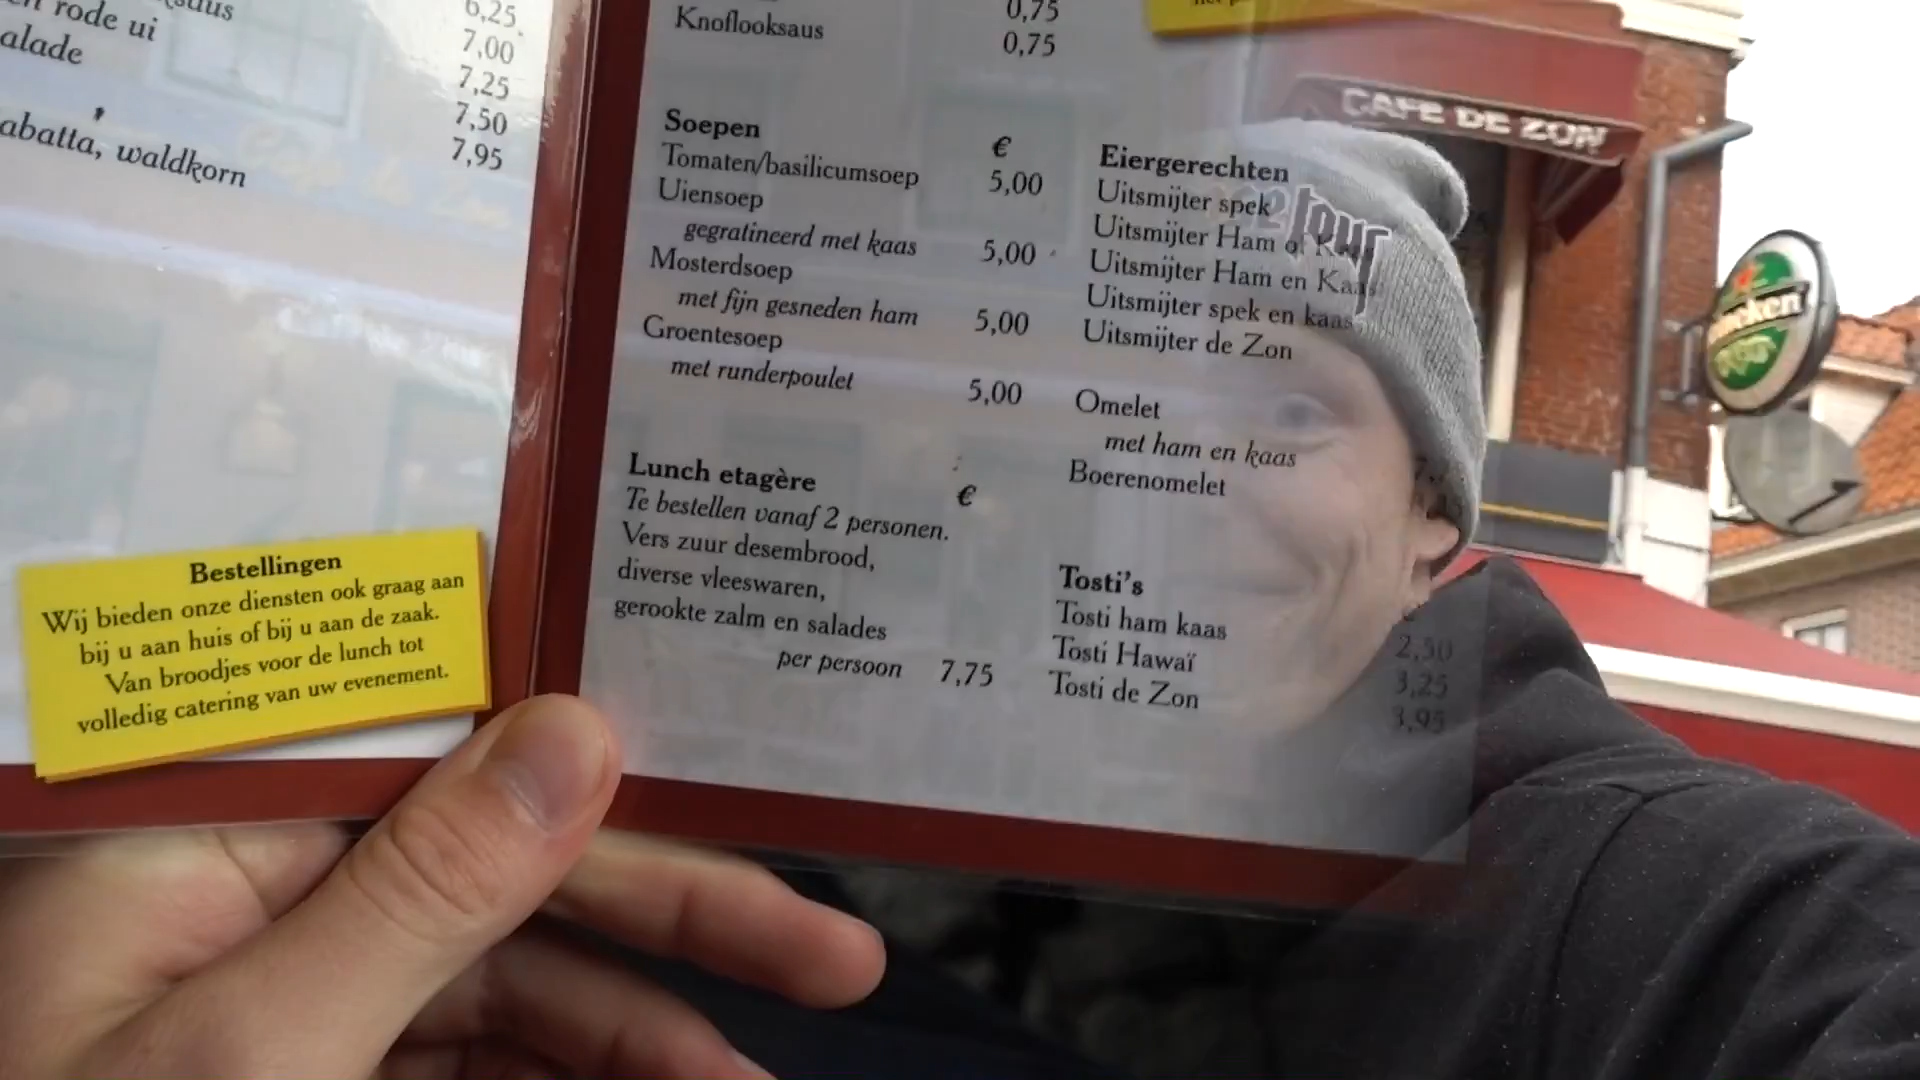 rode ui
6,25
7,00
7,25
7,50
7,95
waldkorn
Bestellingen
Wij bieden onze diensten ook graag aan
bij u aan huis of bij u aan de zaak.
Van broodjes voor de lunch tot
volledig catering van uw evenement.
0,75
Knoflooksaus 0,75
Soepen €
Tomaten/basilicumsoep 5,00
Uiensoep
gegratineerd met kaas 5,00
Mosterdsoep
met fijn gesneden ham 5,00
Groentesoep
met runderpoulet 5,00
Lunch etagère €
Te bestellen vanaf 2 personen.
Vers zuur desembrood,
diverse vleeswaren,
gerookte zalm en salades
per persoon 7,75
Eiergerechten
Uitsmijter spek
Uitsmijter Ham of Kaas
Uitsmijter Ham en Kaas
Uitsmijter spek en kaas
Uitsmijter de Zon
Omelet
met ham en kaas
Boerenomelet
Tosti's
Tosti ham kaas 2,50
Tosti Hawaï 3,25
Tosti de Zon 3,95
CAFE DE ZON
tour
Heineken